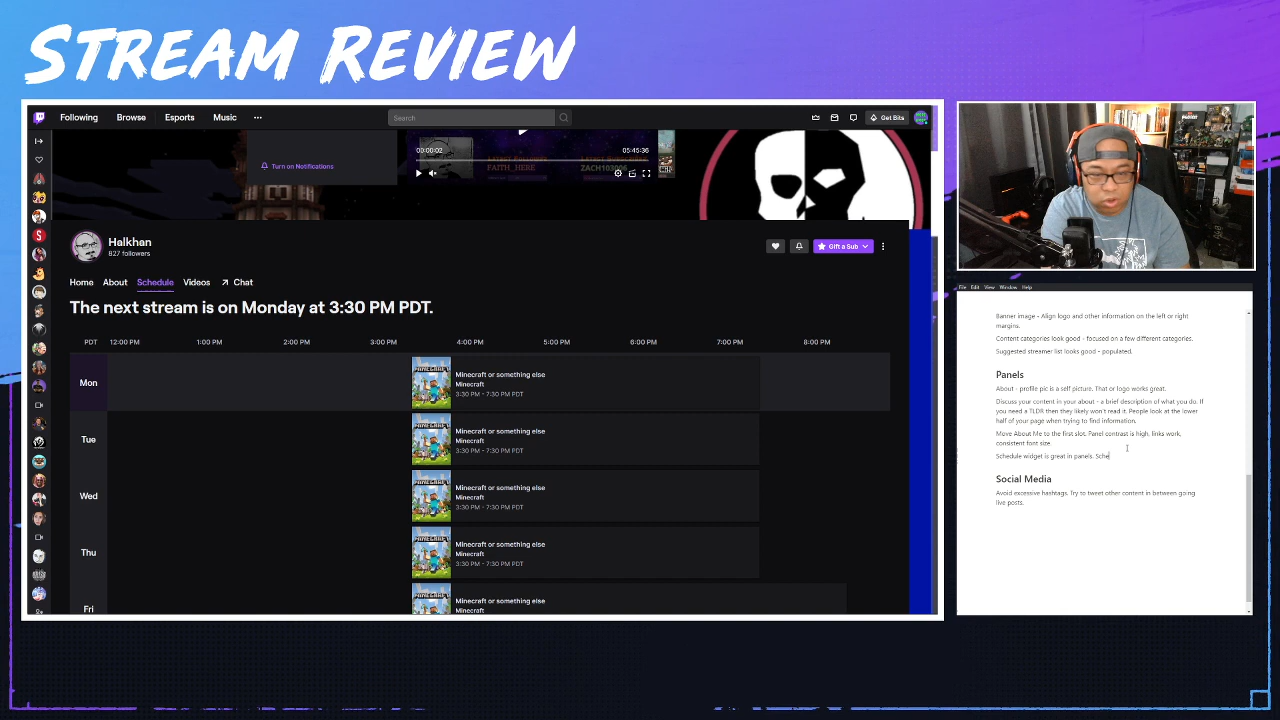 STREAM REVIEW
Following Browse Esports Music ··· Search Get Bits
Turn on Notifications
00:00:02 05:45:36
LATEST FOLLOWER LATEST SUBSCRIBER
FAITH_HERE ZACH103006
Halkhan
827 followers
Gift a Sub
Home About Schedule Videos Chat
The next stream is on Monday at 3:30 PM PDT.
PDT 12:00 PM 1:00 PM 2:00 PM 3:00 PM 4:00 PM 5:00 PM 6:00 PM 7:00 PM 8:00 PM
Mon
Minecraft or something else
Minecraft
3:30 PM - 7:30 PM PDT
Tue
Minecraft or something else
Minecraft
3:30 PM - 7:30 PM PDT
Wed
Minecraft or something else
Minecraft
3:30 PM - 7:30 PM PDT
Thu
Minecraft or something else
Minecraft
3:30 PM - 7:30 PM PDT
Fri
Minecraft or something else
Minecraft
File Edit View Window Help
Banner image - Align logo and other information on the left or right
margins.
Content categories look good - focused on a few different categories.
Suggested streamer list looks good - populated.
Panels
About - profile pic is a self picture. That or logo works great.
Discuss your content in your about - a brief description of what you do. If
you need a TLDR then they likely won't read it. People look at the lower
half of your page when trying to find information.
Move About Me to the first slot. Panel contrast is high, links work,
consistent font size.
Schedule widget is great in panels. Sche
Social Media
Avoid excessive hashtags. Try to tweet other content in between going
live posts.